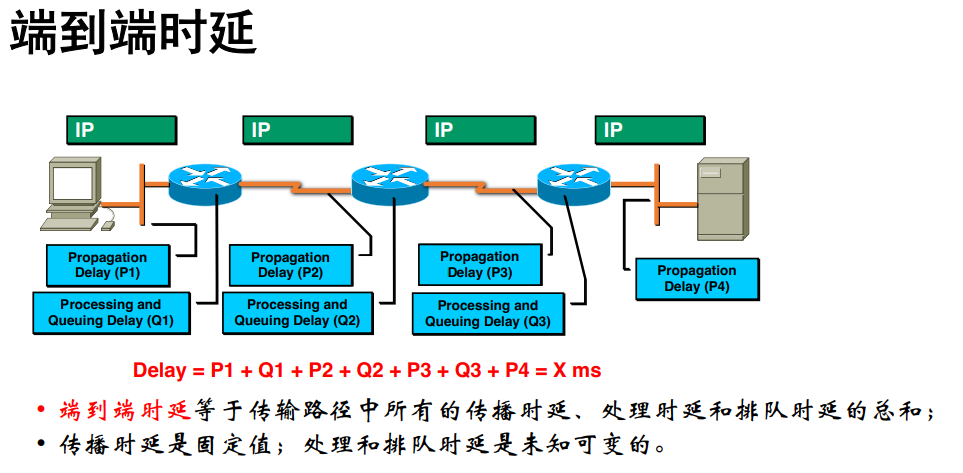 端到端时延
IP
IP
IP
IP
Propagation
Delay (P1)
Propagation
Delay (P2)
Propagation
Delay (P3)
Propagation
Delay (P4)
Processing and
Queuing Delay (Q1)
Processing and
Queuing Delay (Q2)
Processing and
Queuing Delay (Q3)
Delay = P1 + Q1 + P2 + Q2 + P3 + Q3 + P4 = X ms
• 端到端时延等于传输路径中所有的传播时延、处理时延和排队时延的总和；
• 传播时延是固定值；处理和排队时延是未知可变的。